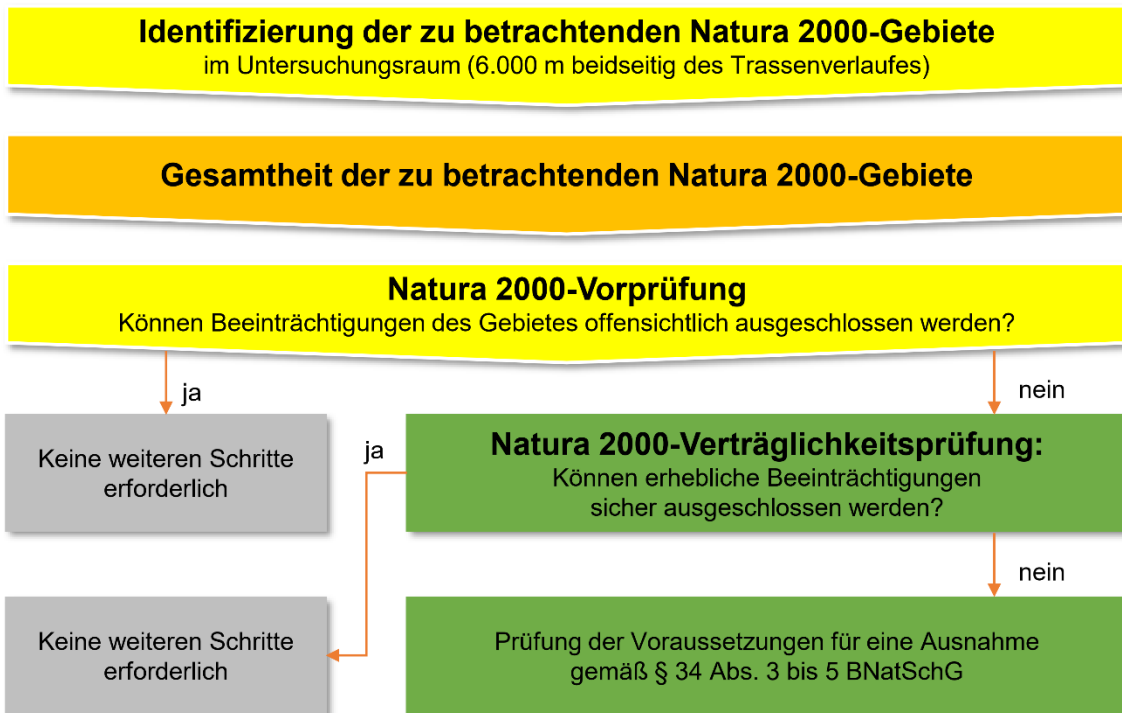 Identifizierung der zu betrachtenden Natura 2000-Gebiete
im Untersuchungsraum (6.000 m beidseitig des Trassenverlaufes)
Gesamtheit der zu betrachtenden Natura 2000-Gebiete
Natura 2000-Vorprüfung
Können Beeinträchtigungen des Gebietes offensichtlich ausgeschlossen werden?
ja
nein
Keine weiteren Schritte
erforderlich
ja
Natura 2000-Verträglichkeitsprüfung:
Können erhebliche Beeinträchtigungen
sicher ausgeschlossen werden?
nein
Keine weiteren Schritte
erforderlich
Prüfung der Voraussetzungen für eine Ausnahme
gemäß § 34 Abs. 3 bis 5 BNatSchG